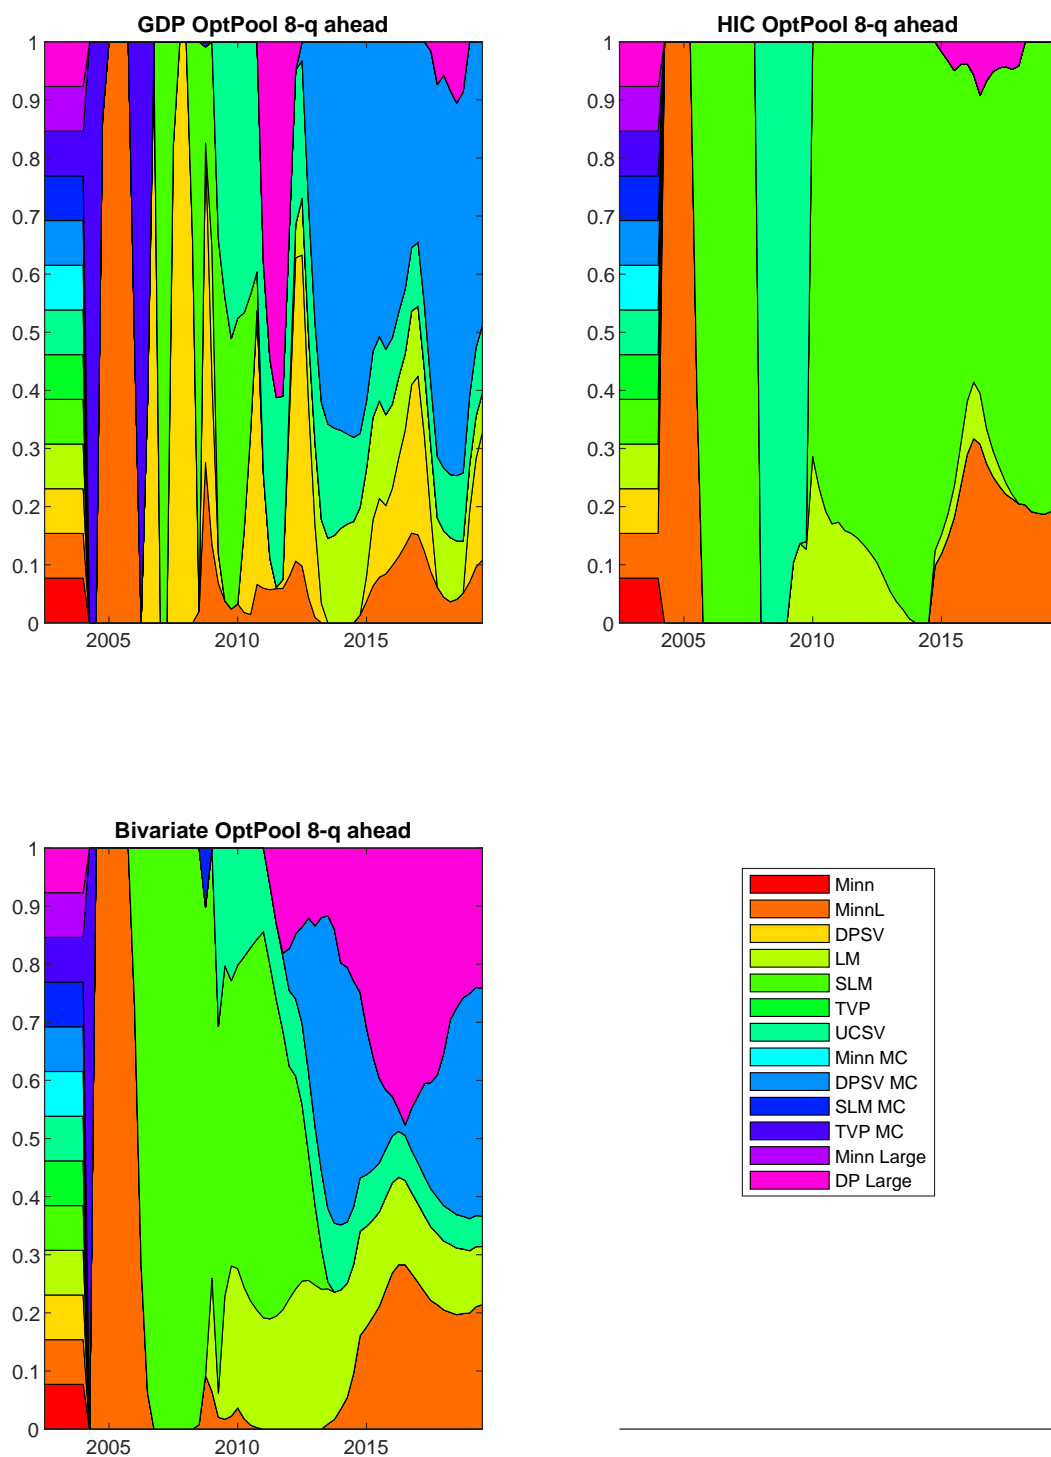 GDP OptPool 8-q ahead
1
0.9
0.8
0.7
0.6
0.5
0.4
0.3
0.2
0.1
0
2005 2010 2015
HIC OptPool 8-q ahead
1
0.9
0.8
0.7
0.6
0.5
0.4
0.3
0.2
0.1
0
2005 2010 2015
Bivariate OptPool 8-q ahead
1
0.9
0.8
0.7
0.6
0.5
0.4
0.3
0.2
0.1
0
2005 2010 2015
Minn
MinnL
DPSV
LM
SLM
TVP
UCSV
Minn MC
DPSV MC
SLM MC
TVP MC
Minn Large
DP Large